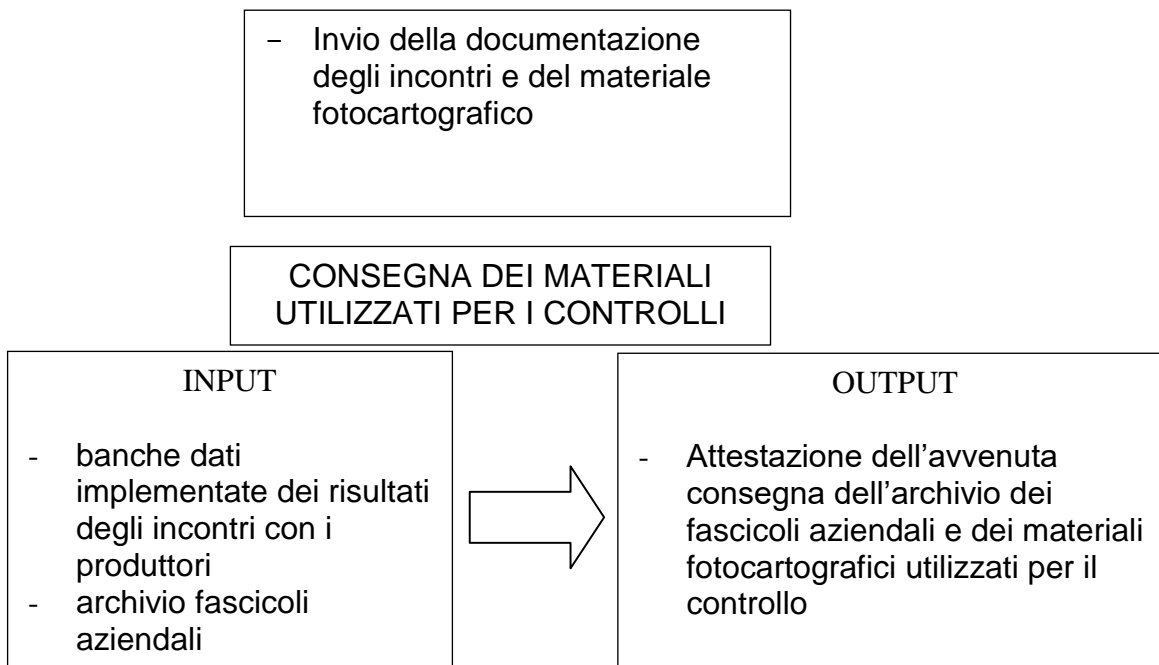 – Invio della documentazione
degli incontri e del materiale
fotocartografico
CONSEGNA DEI MATERIALI
UTILIZZATI PER I CONTROLLI
INPUT
- banche dati
implementate dei risultati
degli incontri con i
produttori
- archivio fascicoli
aziendali
OUTPUT
- Attestazione dell’avvenuta
consegna dell’archivio dei
fascicoli aziendali e dei materiali
fotocartografici utilizzati per il
controllo